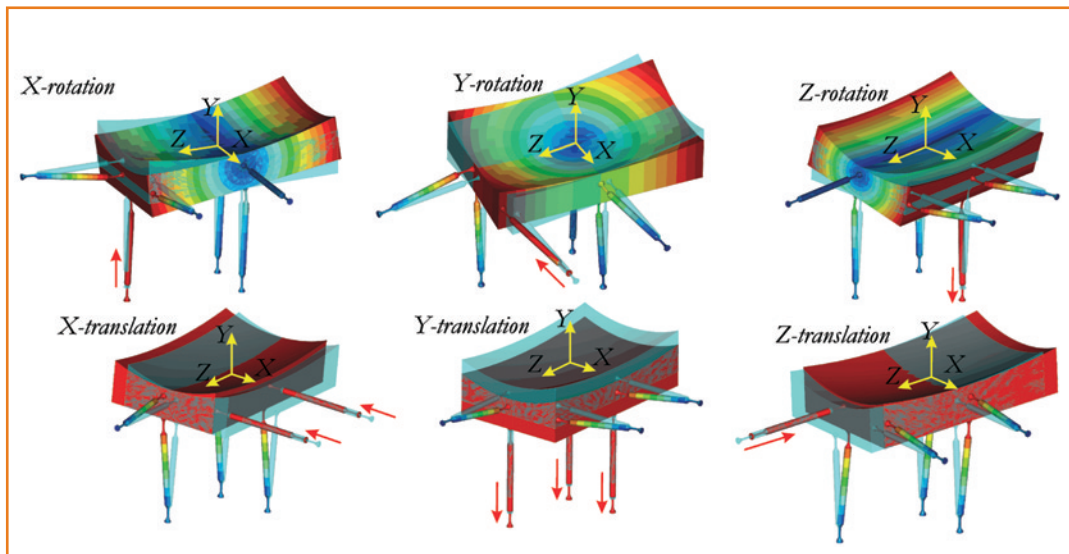 X-rotation
Y
Z
X
Y-rotation
Y
Z
X
Z-rotation
Y
Z
X
X-translation
Y
Z
X
Y-translation
Y
Z
X
Z-translation
Y
Z
X